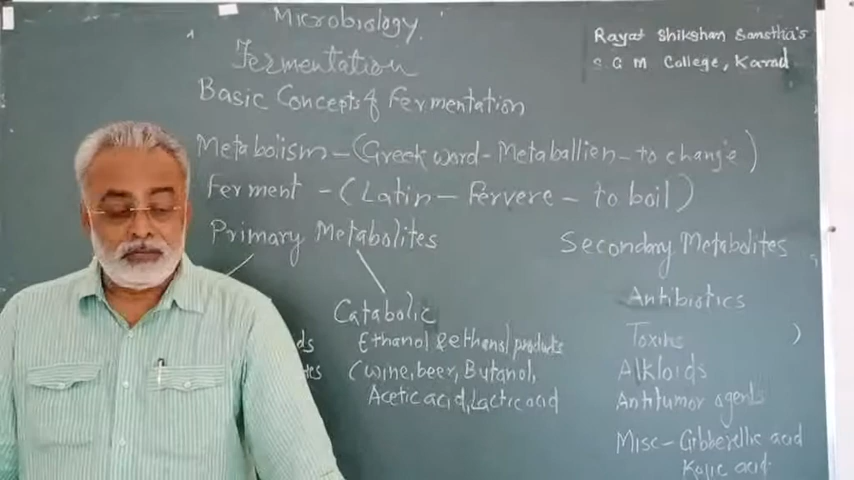 Microbiology
Rayat Shikshan Sanstha's
S G M College, Karad
Fermentation
Basic Concepts of Fermentation
Metabolism - (Greek word - Metaballien - to change)
Ferment - (Latin - Fervere - to boil)
Primary Metabolites
Secondary Metabolites
Catabolic
Ethanol & ethanol products
(Wine, beer, Butanol,
Acetic acid, Lactic acid
Antibiotics
Toxins )
Alkloids
Antitumor agents
Misc - Gibberellic acid
Kojic acid